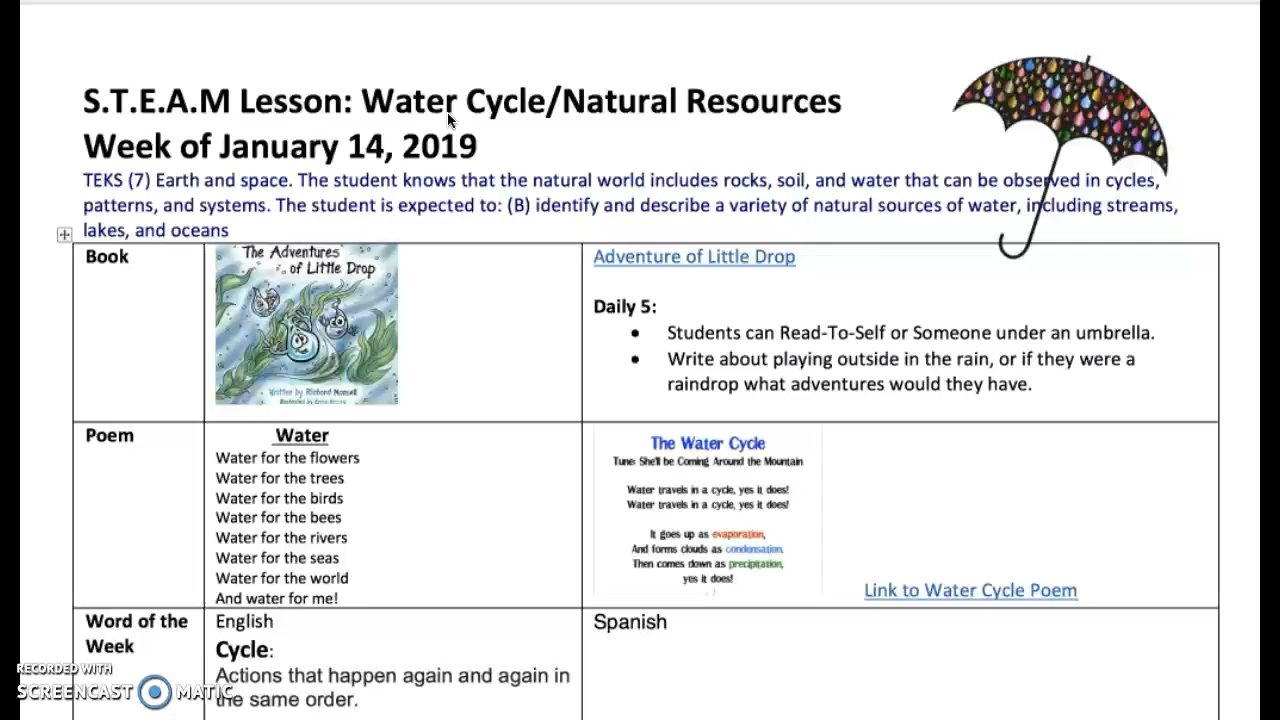 S.T.E.A.M Lesson: Water Cycle/Natural Resources
Week of January 14, 2019
TEKS (7) Earth and space. The student knows that the natural world includes rocks, soil, and water that can be observed in cycles,
patterns, and systems. The student is expected to: (B) identify and describe a variety of natural sources of water, including streams,
lakes, and oceans
Book
The Adventures
of Little Drop
Written by Richard
Illustrated by
Adventure of Little Drop
Daily 5:
• Students can Read-To-Self or Someone under an umbrella.
• Write about playing outside in the rain, or if they were a
raindrop what adventures would they have.
Poem
Water
Water for the flowers
Water for the trees
Water for the birds
Water for the bees
Water for the rivers
Water for the seas
Water for the world
And water for me!
The Water Cycle
Tune: She'll be Coming Around the Mountain
Water travels in a cycle, yes it does!
Water travels in a cycle, yes it does!
It goes up as evaporation,
And forms clouds as condensation,
Then comes down as precipitation,
yes it does!
Link to Water Cycle Poem
Word of the
Week
English
Cycle:
Actions that happen again and again in
the same order.
Spanish
RECORDED WITH
SCREENCAST MATIC